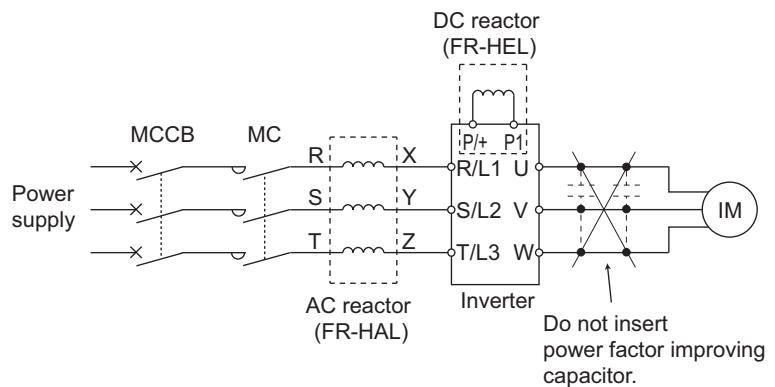 DC reactor
(FR-HEL)
MCCB
MC
P/+ P1
R X R/L1 U
Power
supply
S Y S/L2 V
IM
T Z T/L3 W
AC reactor
(FR-HAL)
Inverter
Do not insert
power factor improving
capacitor.